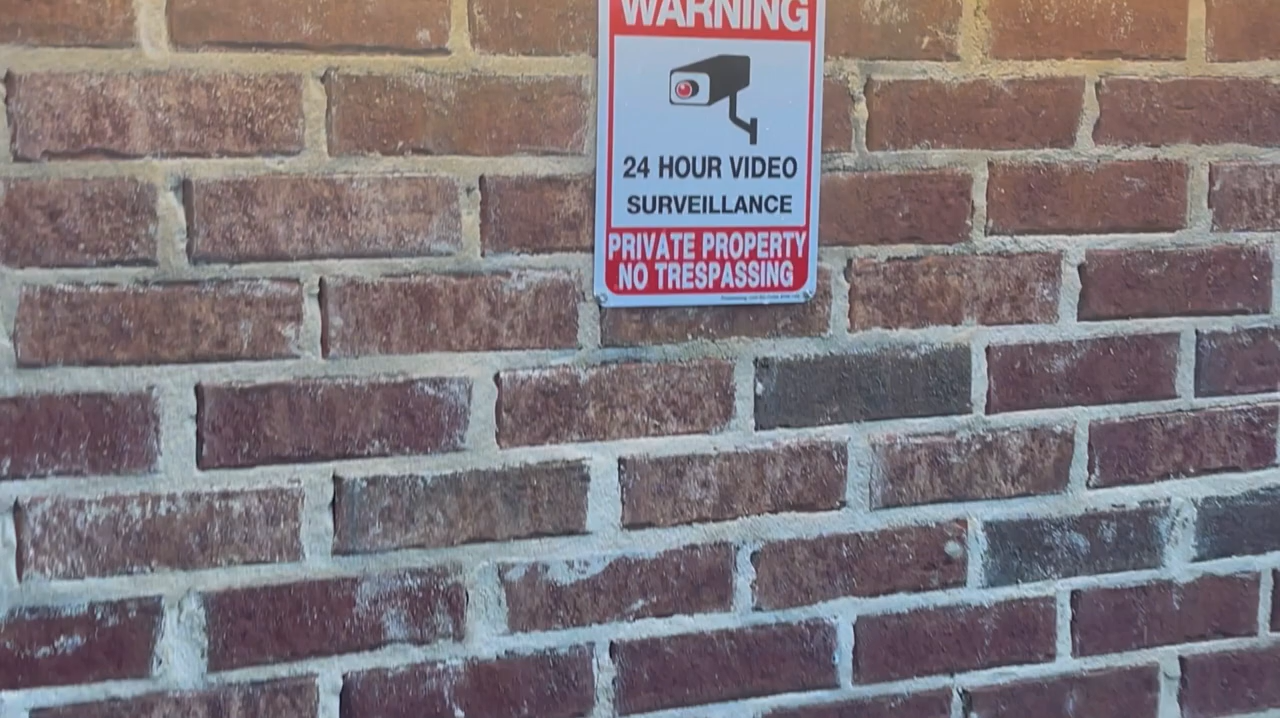 WARNING
24 HOUR VIDEO
SURVEILLANCE
PRIVATE PROPERTY
NO TRESPASSING